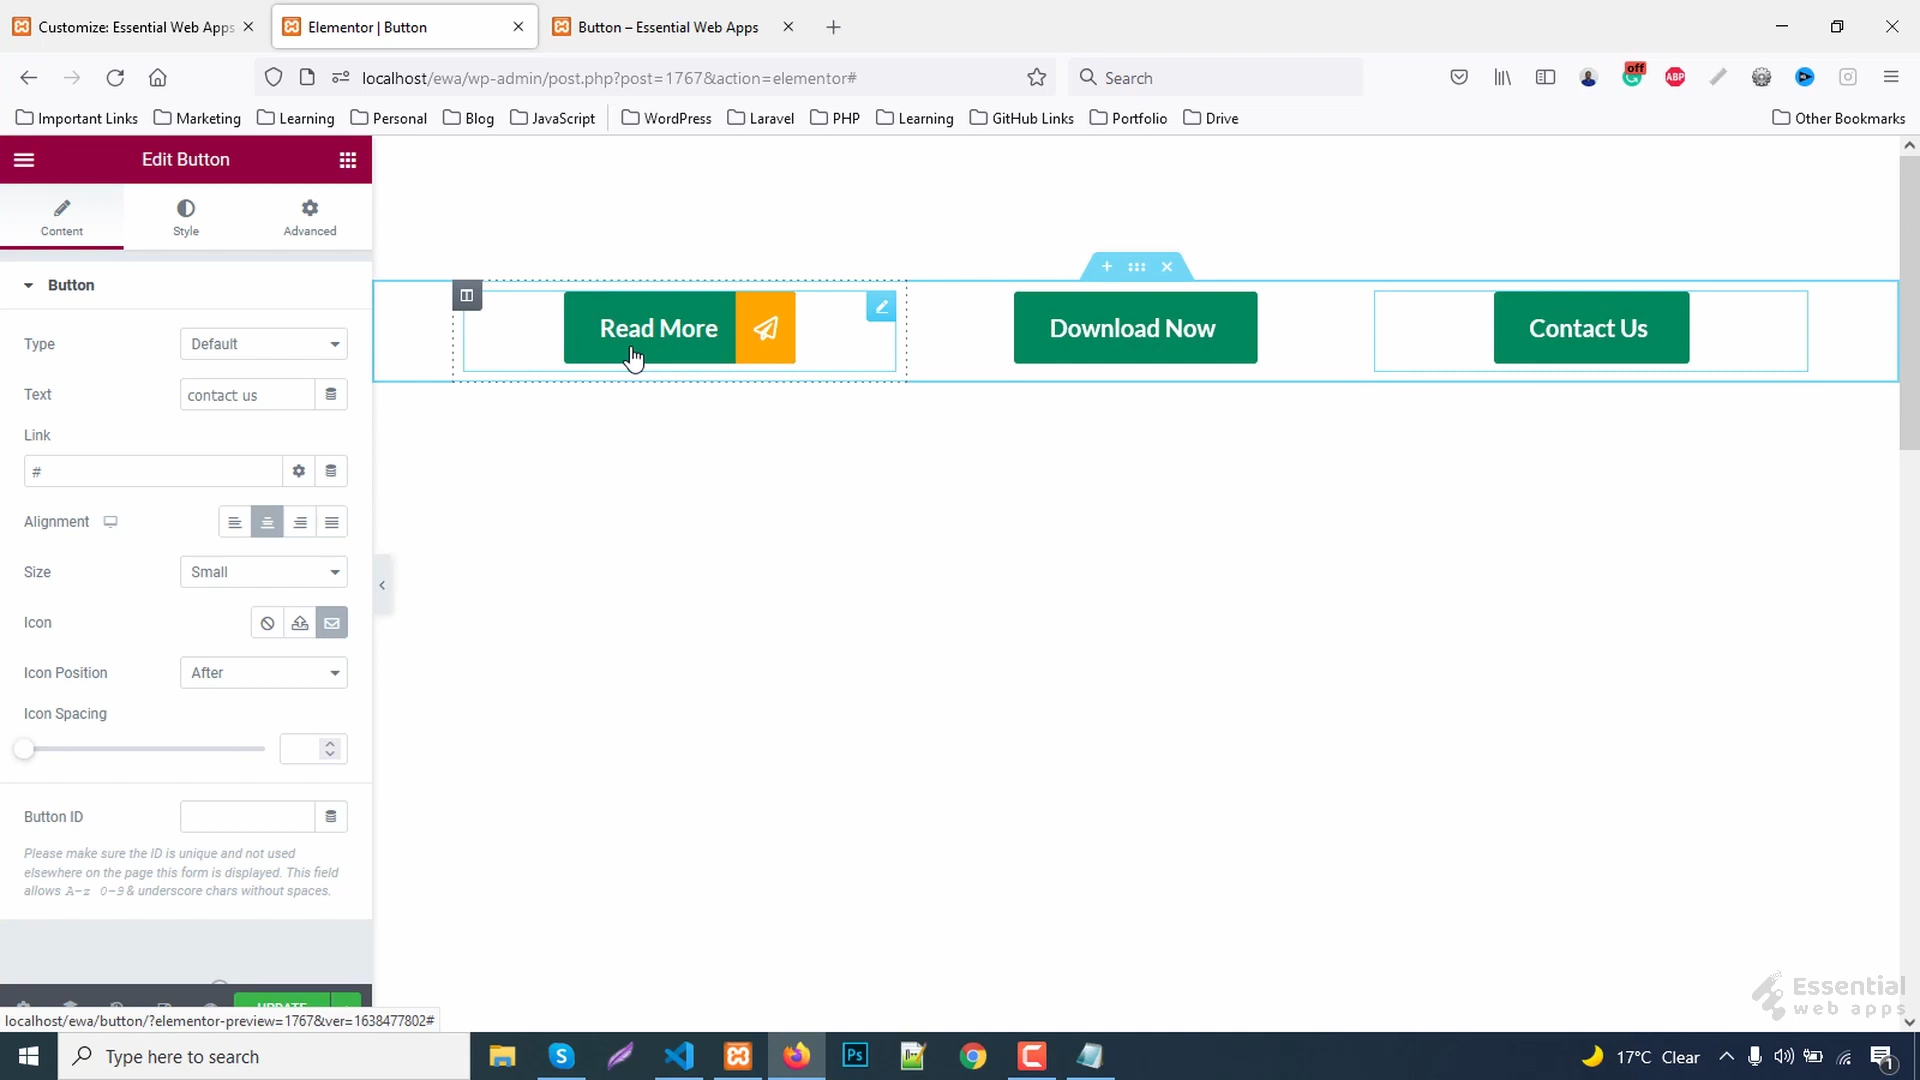 Customize: Essential Web Apps
Elementor | Button
Button – Essential Web Apps
localhost/ewa/wp-admin/post.php?post=1767&action=elementor#
Search
off
ABP
Important Links
Marketing
Learning
Personal
Blog
JavaScript
WordPress
Laravel
PHP
Learning
GitHub Links
Portfolio
Drive
Other Bookmarks
Edit Button
Content
Style
Advanced
Button
Type
Default
Text
contact us
Link
#
Alignment
Size
Small
Icon
Icon Position
After
Icon Spacing
Button ID
Please make sure the ID is unique and not used
elsewhere on the page this form is displayed. This field
allows A-z 0-9 & underscore chars without spaces.
UPDATE
Read More
Download Now
Contact Us
Essential
web apps
localhost/ewa/button/?elementor-preview=1767&ver=1638477802#
Type here to search
S
Ps
C
17°C Clear
1